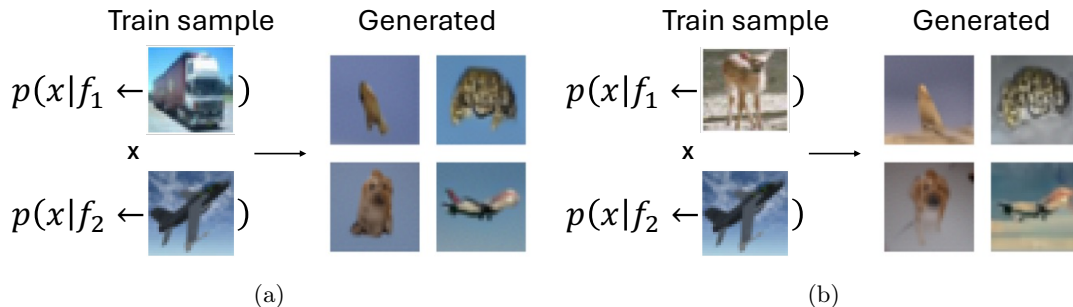 Train sample Generated
p(x|f₁ ← )
x
p(x|f₂ ← )
(a)
Train sample Generated
p(x|f₁ ← )
x
p(x|f₂ ← )
(b)